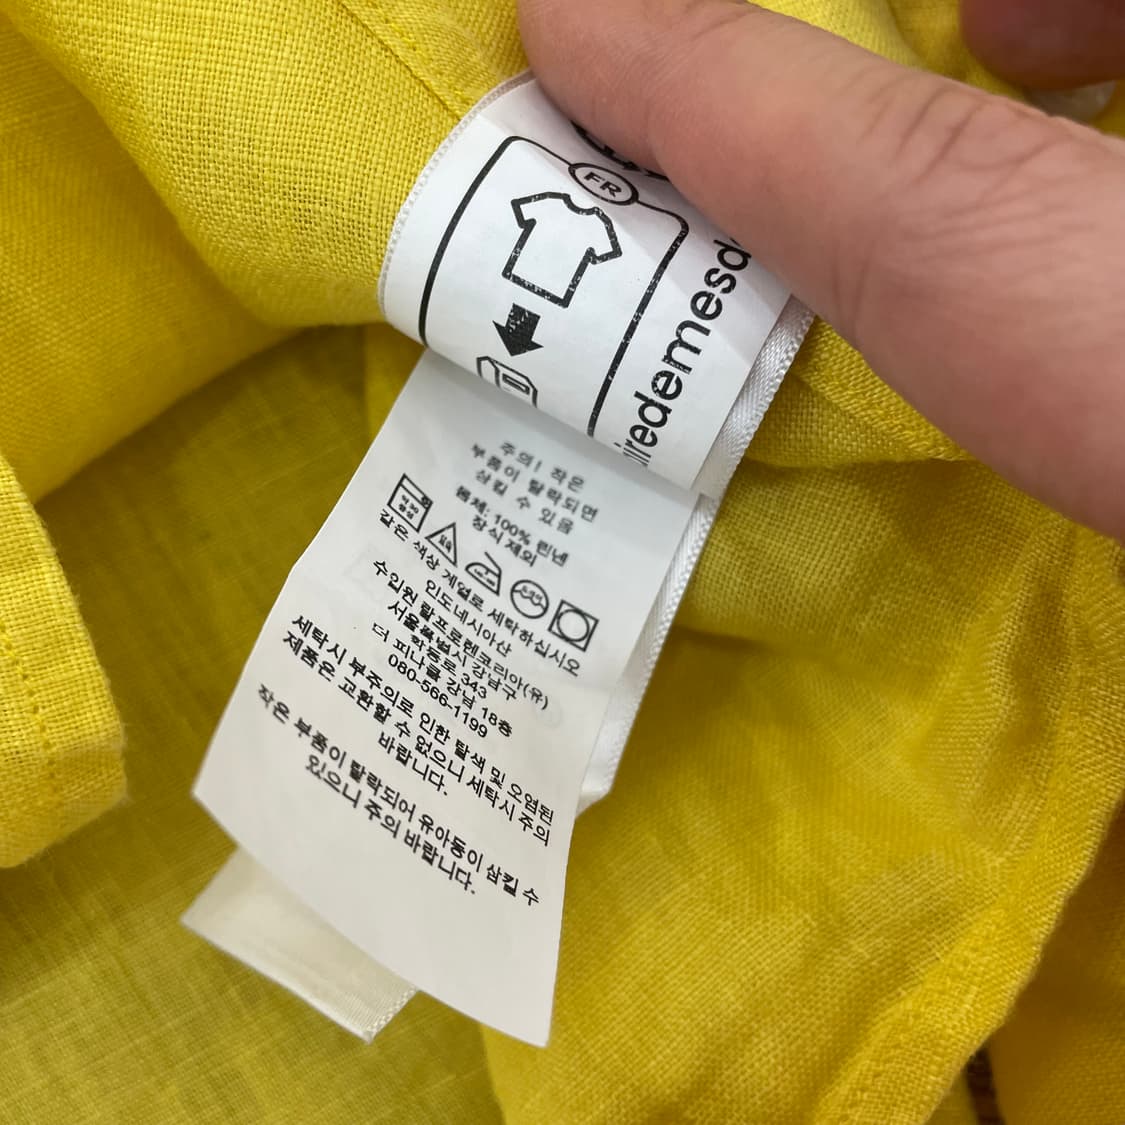 FR
iredemesd
주의! 작은
부품이 탈락되면
삼킬 수 있음
몸체: 100% 린넨
장식 제외
같은 색상 계열로 세탁하십시오
인도네시아산
수입원 랄프로렌코리아(유)
서울특별시 강남구
학동로 343
더 피나클 강남 18층
080-566-1199
세탁시 부주의로 인한 탈색 및 오염된
제품은 교환할 수 없으니 세탁시 주의
바랍니다.
작은 부품이 탈락되어 유아동이 삼킬 수
있으니 주의 바랍니다.